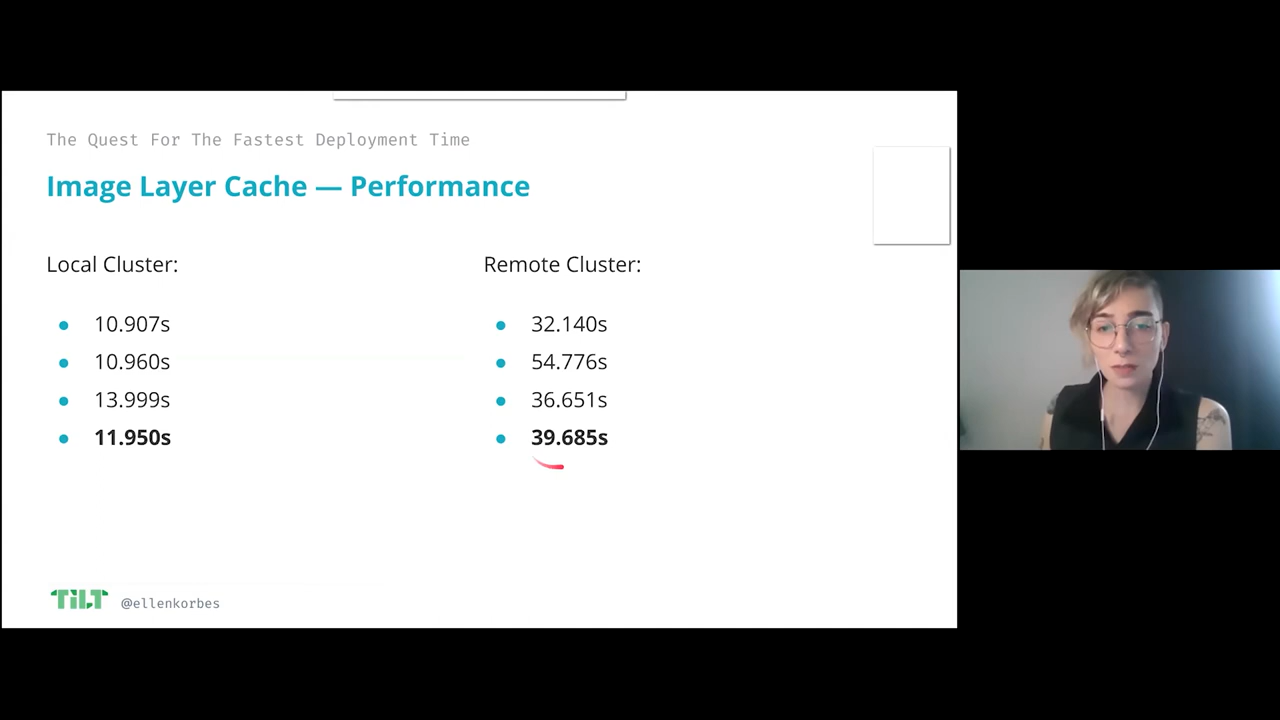 The Quest For The Fastest Deployment Time
Image Layer Cache — Performance
Local Cluster:
10.907s
10.960s
13.999s
11.950s
Remote Cluster:
32.140s
54.776s
36.651s
39.685s
TILT @ellenkorbes